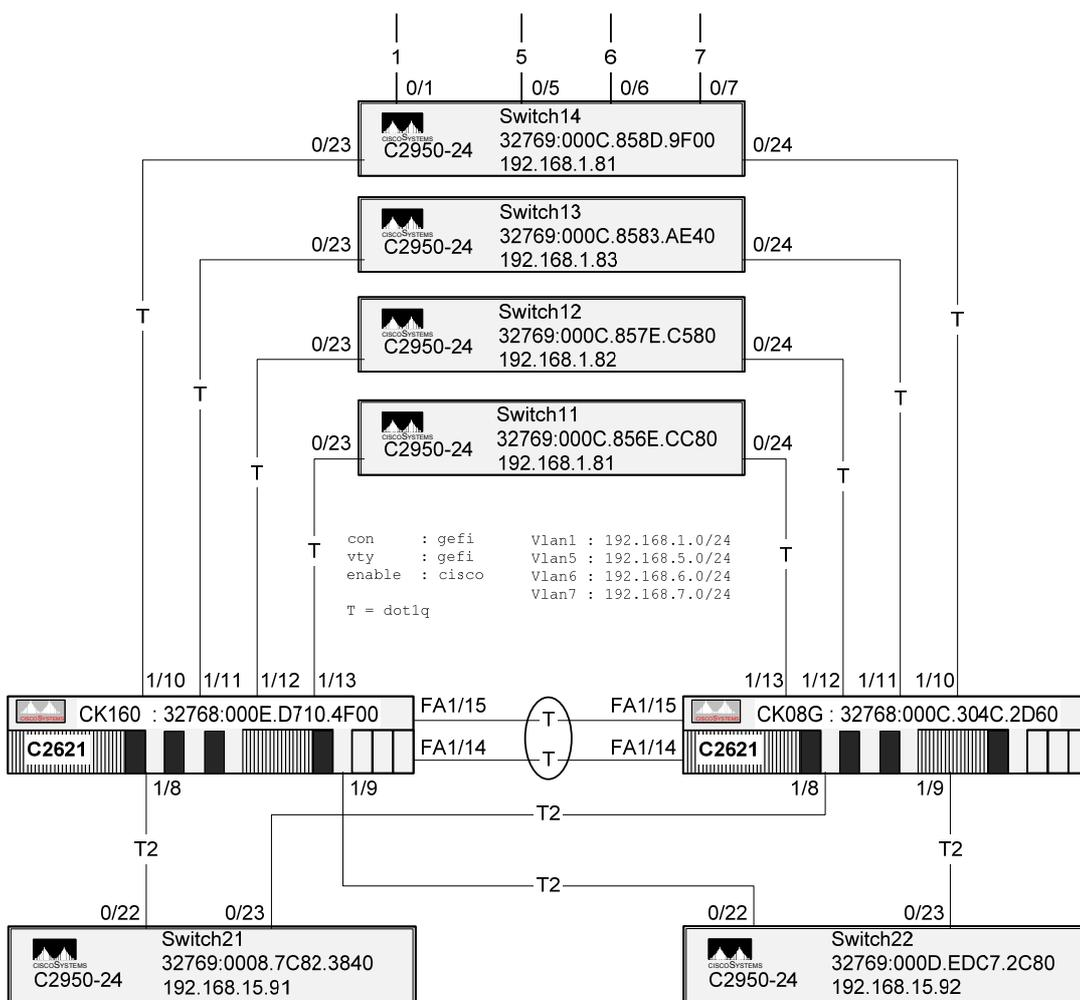 1 5 6 7
0/1 0/5 0/6 0/7
CISCOSYSTEMS
C2950-24
Switch14
32769:000C.858D.9F00
192.168.1.81
0/23
0/24
CISCOSYSTEMS
C2950-24
Switch13
32769:000C.8583.AE40
192.168.1.83
0/23
0/24
CISCOSYSTEMS
C2950-24
Switch12
32769:000C.857E.C580
192.168.1.82
0/23
0/24
CISCOSYSTEMS
C2950-24
Switch11
32769:000C.856E.CC80
192.168.1.81
0/23
0/24
T
T
T
T
T
T
T
T
con : gefi
vty : gefi
enable : cisco
T = dot1q
Vlan1 : 192.168.1.0/24
Vlan5 : 192.168.5.0/24
Vlan6 : 192.168.6.0/24
Vlan7 : 192.168.7.0/24
1/10 1/11 1/12 1/13
1/13 1/12 1/11 1/10
CISCOSYSTEMS
CK160 : 32768:000E.D710.4F00
C2621
FA1/15 T FA1/15
FA1/14 T FA1/14
CISCOSYSTEMS
CK08G : 32768:000C.304C.2D60
C2621
1/8 1/9
1/8 1/9
T2
T2
T2
T2
0/22 0/23
0/22 0/23
CISCOSYSTEMS
C2950-24
Switch21
32769:0008.7C82.3840
192.168.15.91
CISCOSYSTEMS
C2950-24
Switch22
32769:000D.EDC7.2C80
192.168.15.92